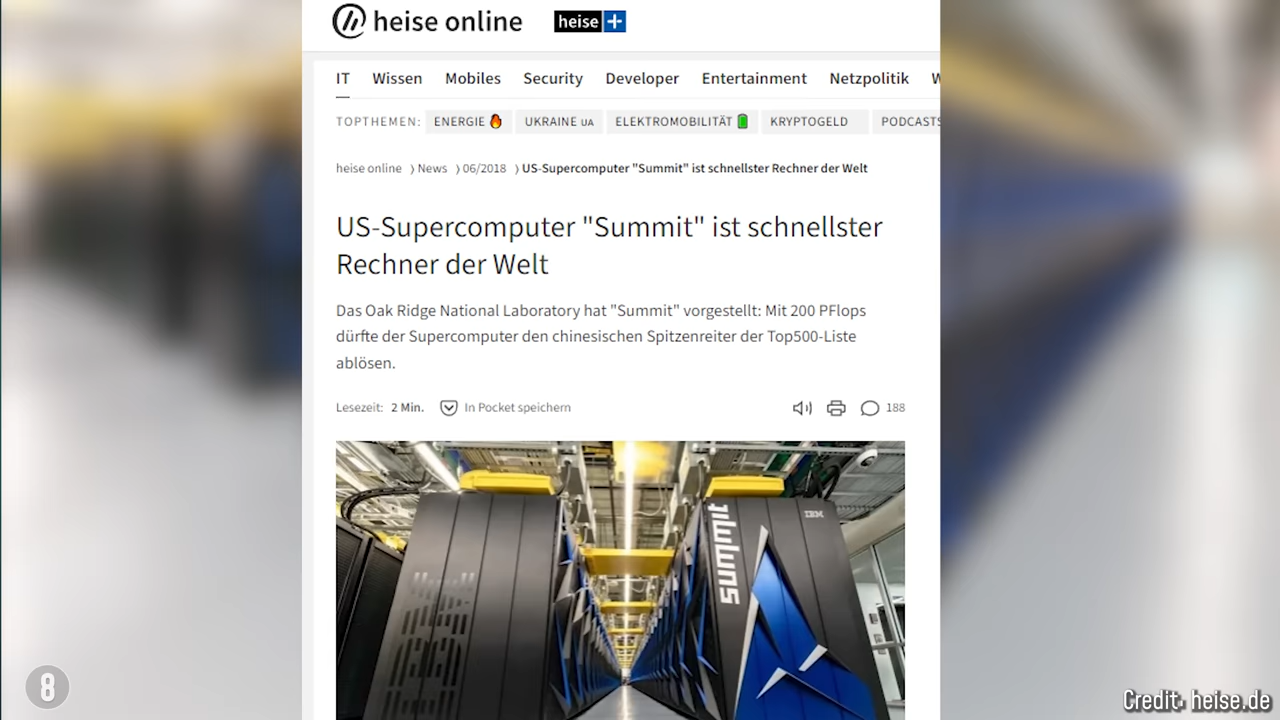 heise online heise+
IT Wissen Mobiles Security Developer Entertainment Netzpolitik W
TOPTHEMEN: ENERGIE UKRAINE UA ELEKTROMOBILITÄT KRYPTOGELD PODCASTS
heise online › News › 06/2018 › US-Supercomputer "Summit" ist schnellster Rechner der Welt
US-Supercomputer "Summit" ist schnellster
Rechner der Welt
Das Oak Ridge National Laboratory hat "Summit" vorgestellt: Mit 200 PFlops
dürfte der Supercomputer den chinesischen Spitzenreiter der Top500-Liste
ablösen.
Lesezeit: 2 Min. In Pocket speichern 188
IBM
summit
IBM
8
Credit: heise.de